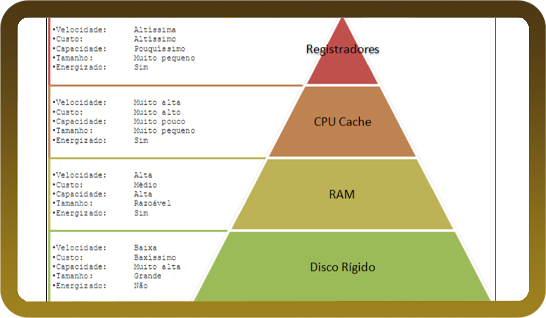 •Velocidade: Altíssima
•Custo: Altíssimo
•Capacidade: Pouquíssimo
•Tamanho: Muito pequeno
•Energizado: Sim
Registradores
•Velocidade: Muito alta
•Custo: Muito alto
•Capacidade: Muito pouco
•Tamanho: Muito pequeno
•Energizado: Sim
CPU Cache
•Velocidade: Alta
•Custo: Médio
•Capacidade: Alta
•Tamanho: Razoável
•Energizado: Sim
RAM
•Velocidade: Baixa
•Custo: Baxíssimo
•Capacidade: Muito alta
•Tamanho: Grande
•Energizado: Não
Disco Rígido